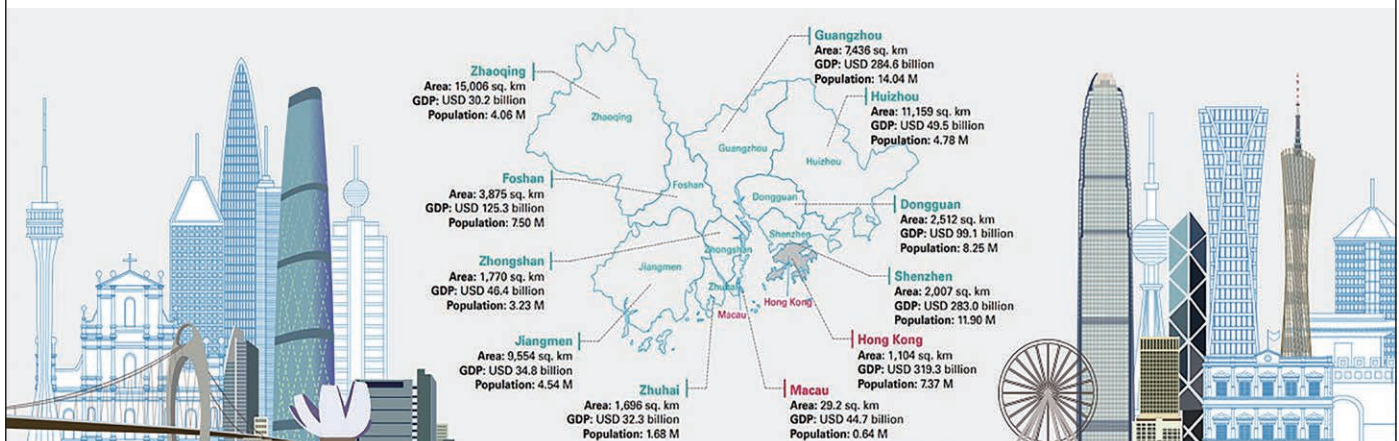 Zhaoqing
Area: 15,006 sq. km
GDP: USD 30.2 billion
Population: 4.06 M
Foshan
Area: 3,875 sq. km
GDP: USD 125.3 billion
Population: 7.50 M
Zhongshan
Area: 1,770 sq. km
GDP: USD 46.4 billion
Population: 3.23 M
Jiangmen
Area: 9,554 sq. km
GDP: USD 34.8 billion
Population: 4.54 M
Zhuhai
Area: 1,696 sq. km
GDP: USD 32.3 billion
Population: 1.68 M
Zhaoqing
Guangzhou
Huizhou
Foshan
Dongguan
Shenzhen
Zhongshan
Jiangmen
Zhuhai
Hong Kong
Macau
Guangzhou
Area: 7,436 sq. km
GDP: USD 284.6 billion
Population: 14.04 M
Huizhou
Area: 11,159 sq. km
GDP: USD 49.5 billion
Population: 4.78 M
Dongguan
Area: 2,512 sq. km
GDP: USD 99.1 billion
Population: 8.25 M
Shenzhen
Area: 2,007 sq. km
GDP: USD 283.0 billion
Population: 11.90 M
Hong Kong
Area: 1,104 sq. km
GDP: USD 319.3 billion
Population: 7.37 M
Macau
Area: 29.2 sq. km
GDP: USD 44.7 billion
Population: 0.64 M